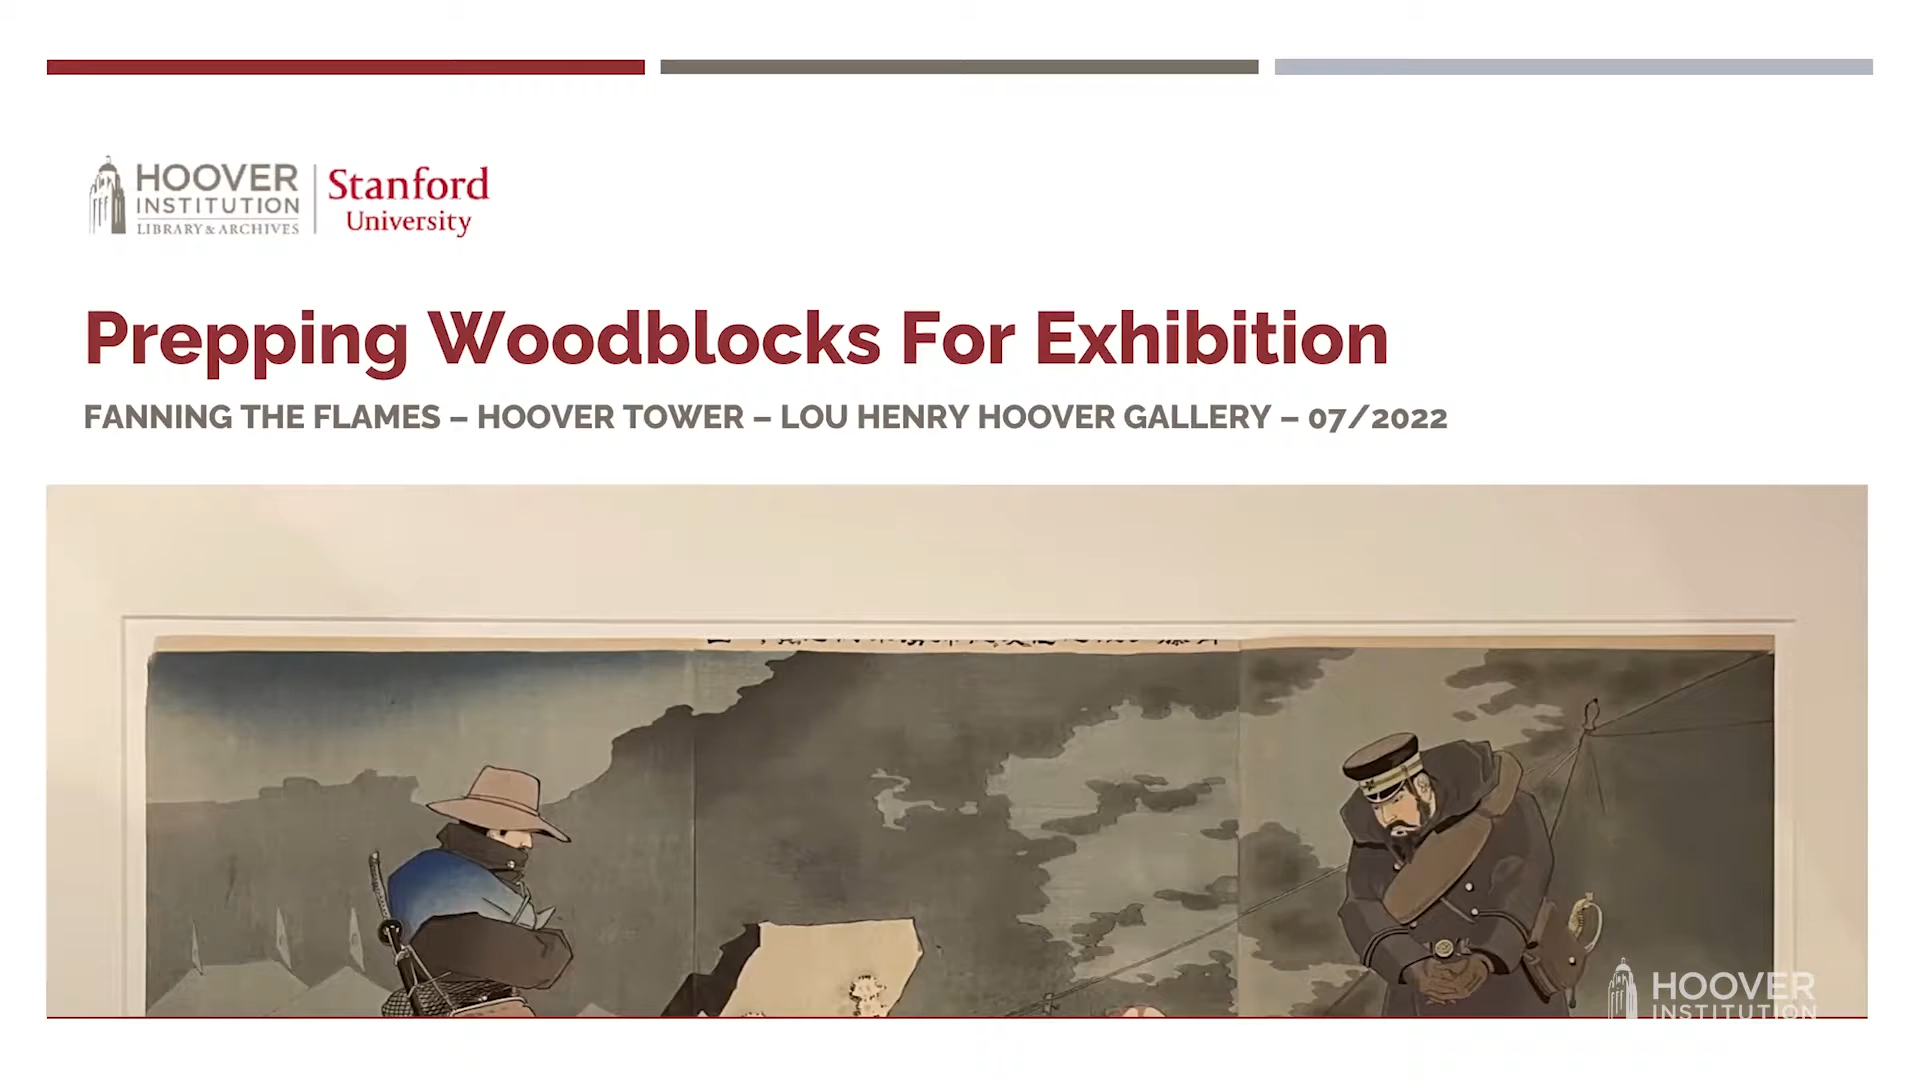 HOOVER
INSTITUTION
LIBRARY & ARCHIVES
Stanford
University
Prepping Woodblocks For Exhibition
FANNING THE FLAMES – HOOVER TOWER – LOU HENRY HOOVER GALLERY – 07/2022
HOOVER
INSTITUTION